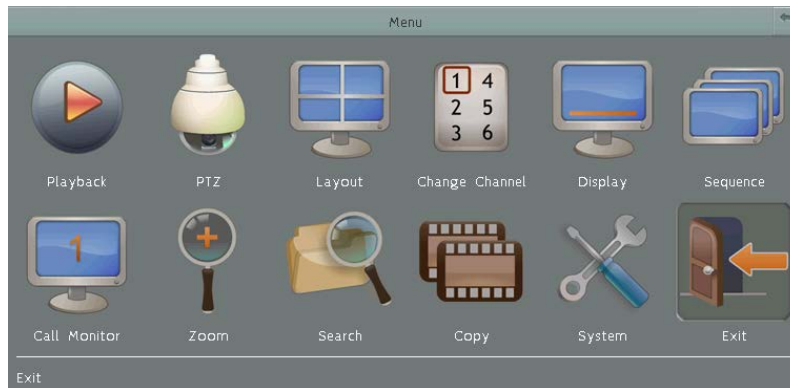 Menu
1 4
2 5
3 6
Playback PTZ Layout Change Channel Display Sequence
1
Call Monitor Zoom Search Copy System Exit
Exit